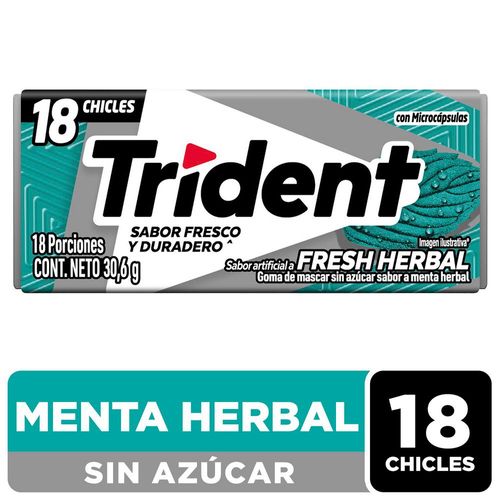 18 CHICLES
con Microcápsulas
Trident
SABOR FRESCO
Y DURADERO^
18 Porciones
CONT. NETO 30,6 g
Imagen ilustrativa*
Sabor artificial a FRESH HERBAL
Goma de mascar sin azúcar sabor a menta herbal
MENTA HERBAL
SIN AZÚCAR
18
CHICLES